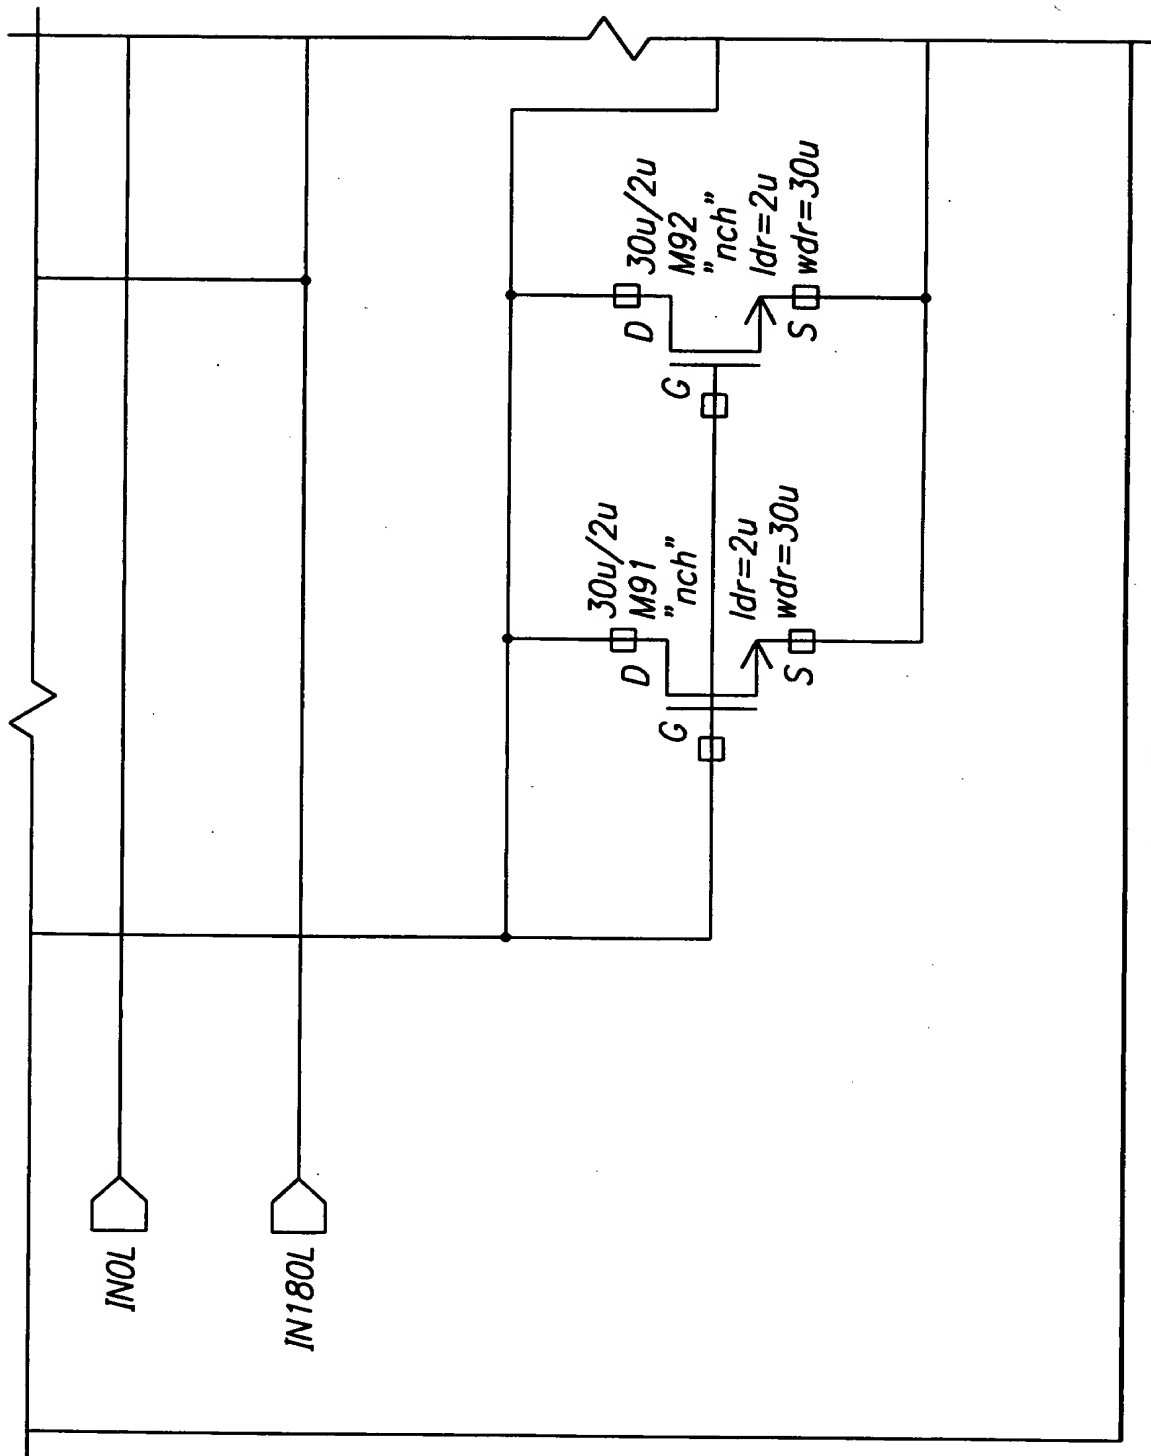 IN0L
IN180L
30u/2u
M91
"nch"
ldr=2u
wdr=30u
D
G
S
30u/2u
M92
"nch"
ldr=2u
wdr=30u
D
G
S